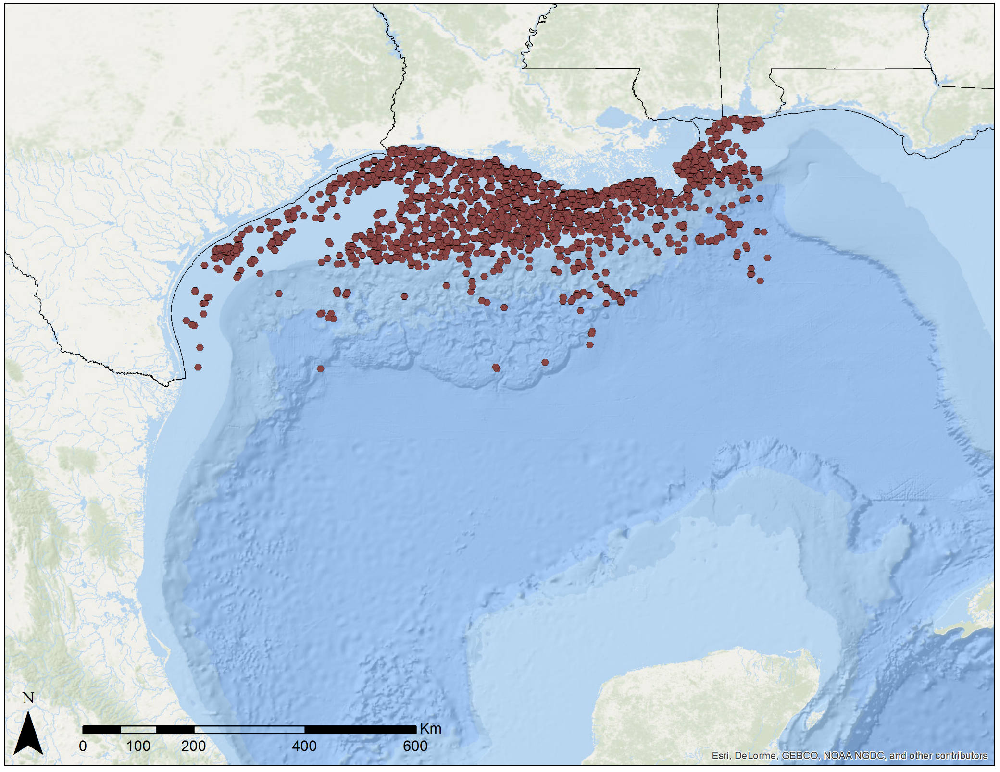 N
Km
0 100 200 400 600
Esri, DeLorme, GEBCO, NOAA NGDC, and other contributors